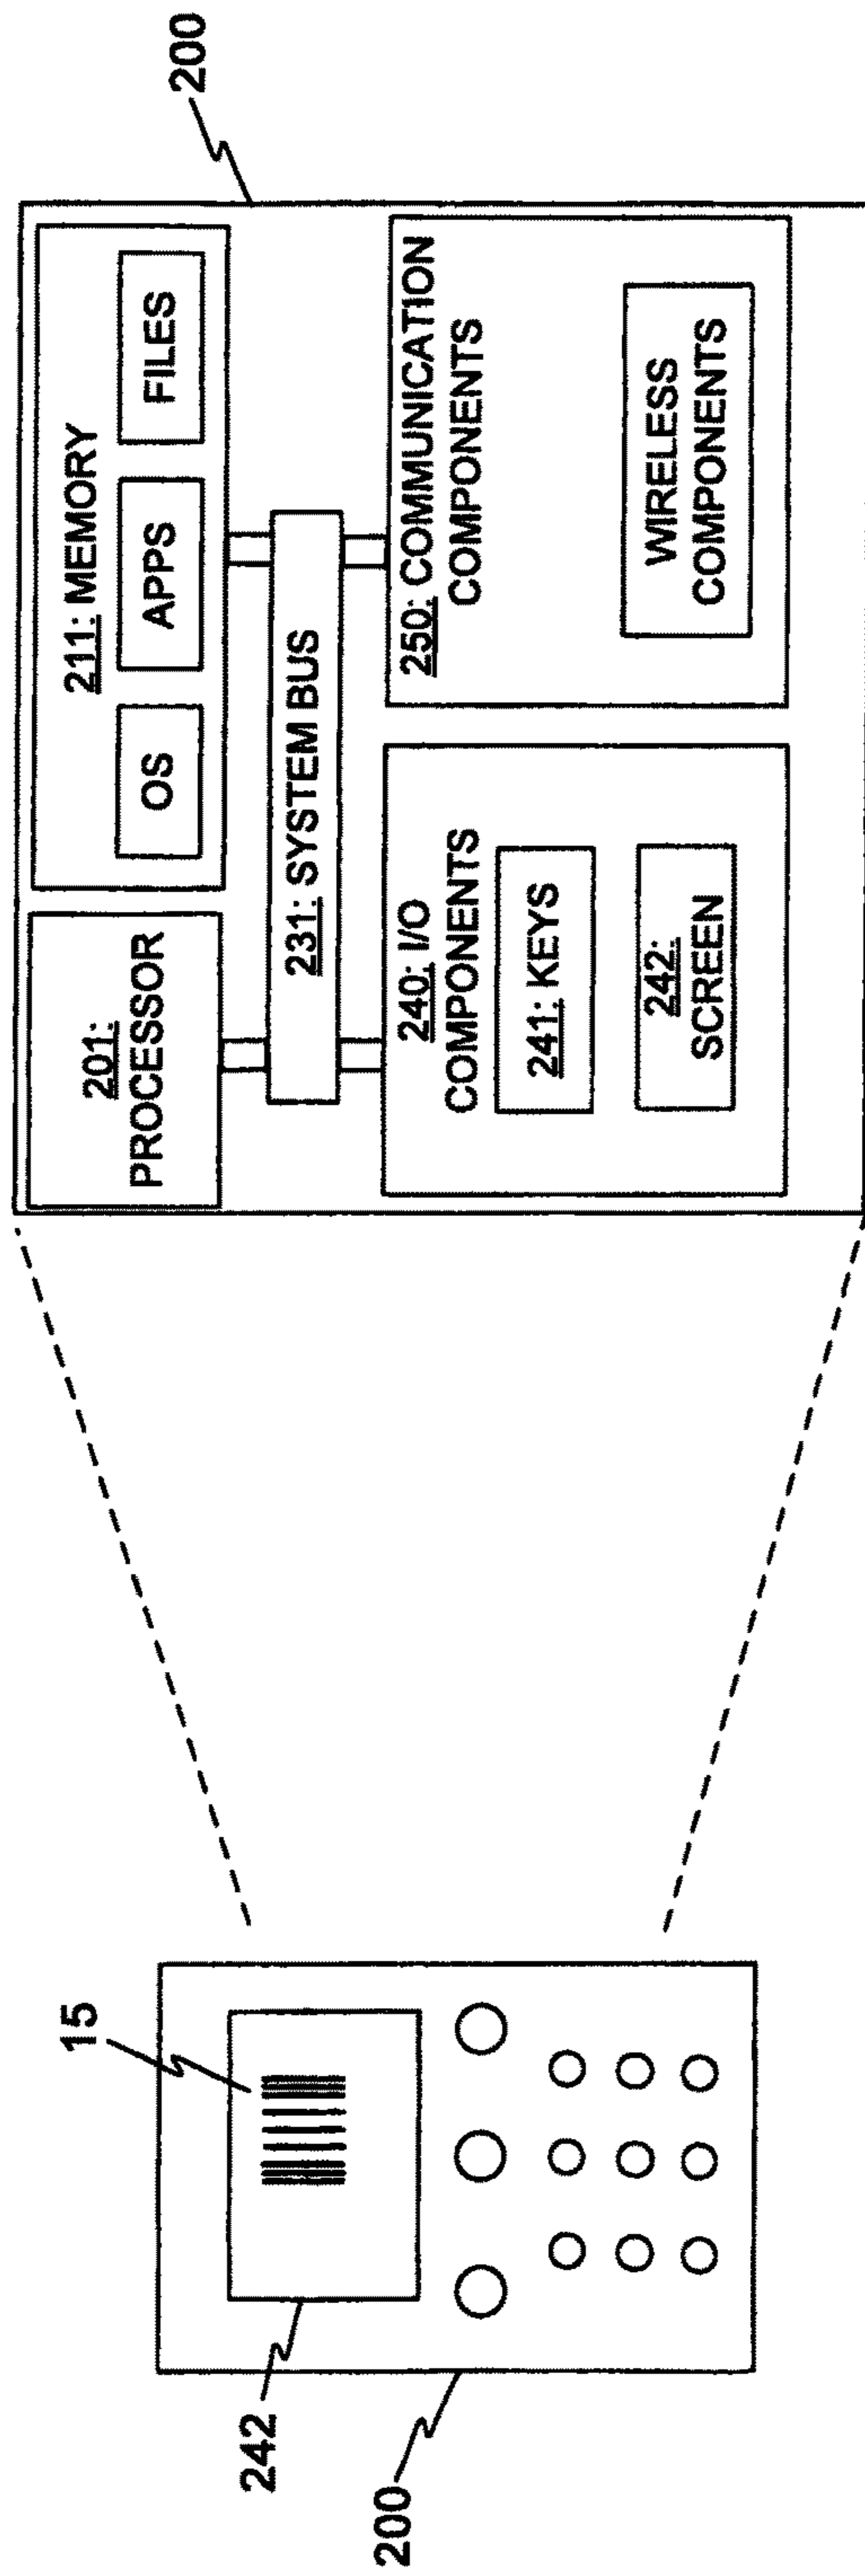 200
242
15
200
201:
PROCESSOR
211: MEMORY
OS
APPS
FILES
231: SYSTEM BUS
240: I/O
COMPONENTS
241: KEYS
242:
SCREEN
250: COMMUNICATION
COMPONENTS
WIRELESS
COMPONENTS